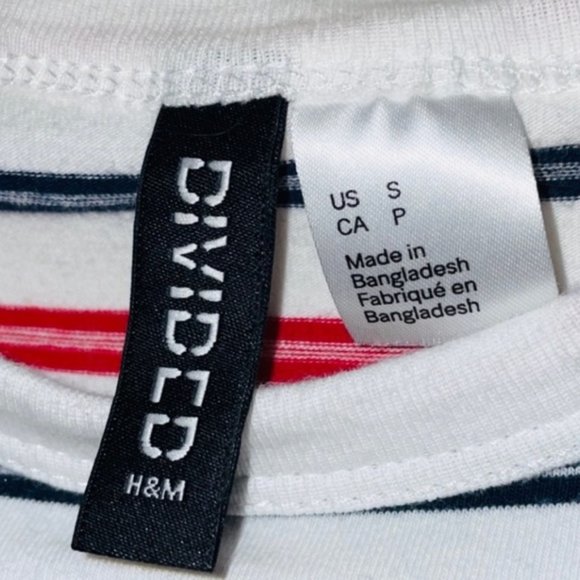 DIVIDED
H&M
US S
CA P
Made in
Bangladesh
Fabriqué en
Bangladesh